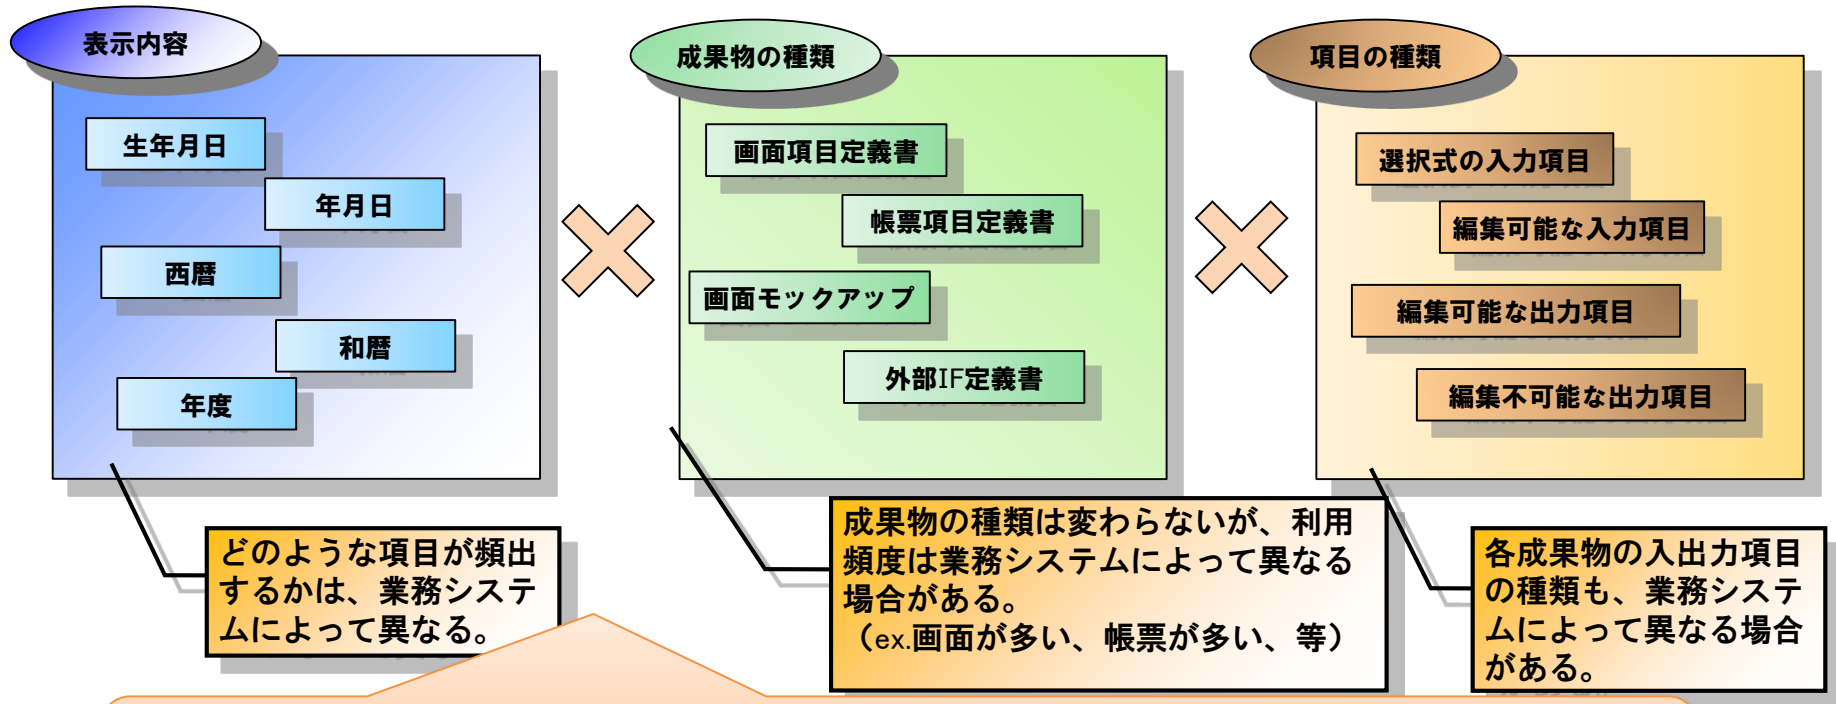 表示内容
生年月日
年月日
西暦
和暦
年度
どのような項目が頻出
するかは、業務システ
ムによって異なる。
成果物の種類
画面項目定義書
帳票項目定義書
画面モックアップ
外部IF定義書
成果物の種類は変わらないが、利用
頻度は業務システムによって異なる
場合がある。
（ex.画面が多い、帳票が多い、等）
項目の種類
選択式の入力項目
編集可能な入力項目
編集可能な出力項目
編集不可能な出力項目
各成果物の入出力項目
の種類も、業務システ
ムによって異なる場合
がある。